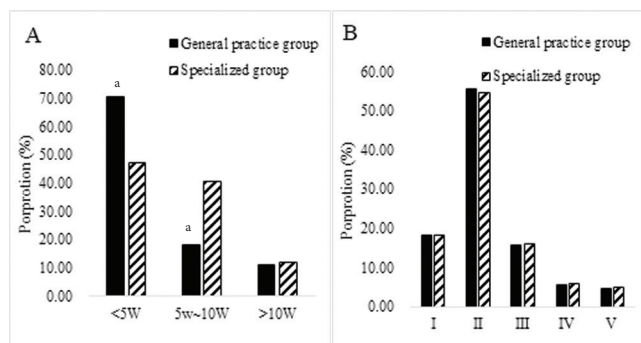 A
General practice group
Specialized group
80.00
70.00
60.00
50.00
40.00
30.00
20.00
10.00
0.00
Porprotion (%)
a
a
<5W
5w~10W
>10W
B
General practice group
Specialized group
60.00
50.00
40.00
30.00
20.00
10.00
0.00
Porprotion (%)
I
II
III
IV
V